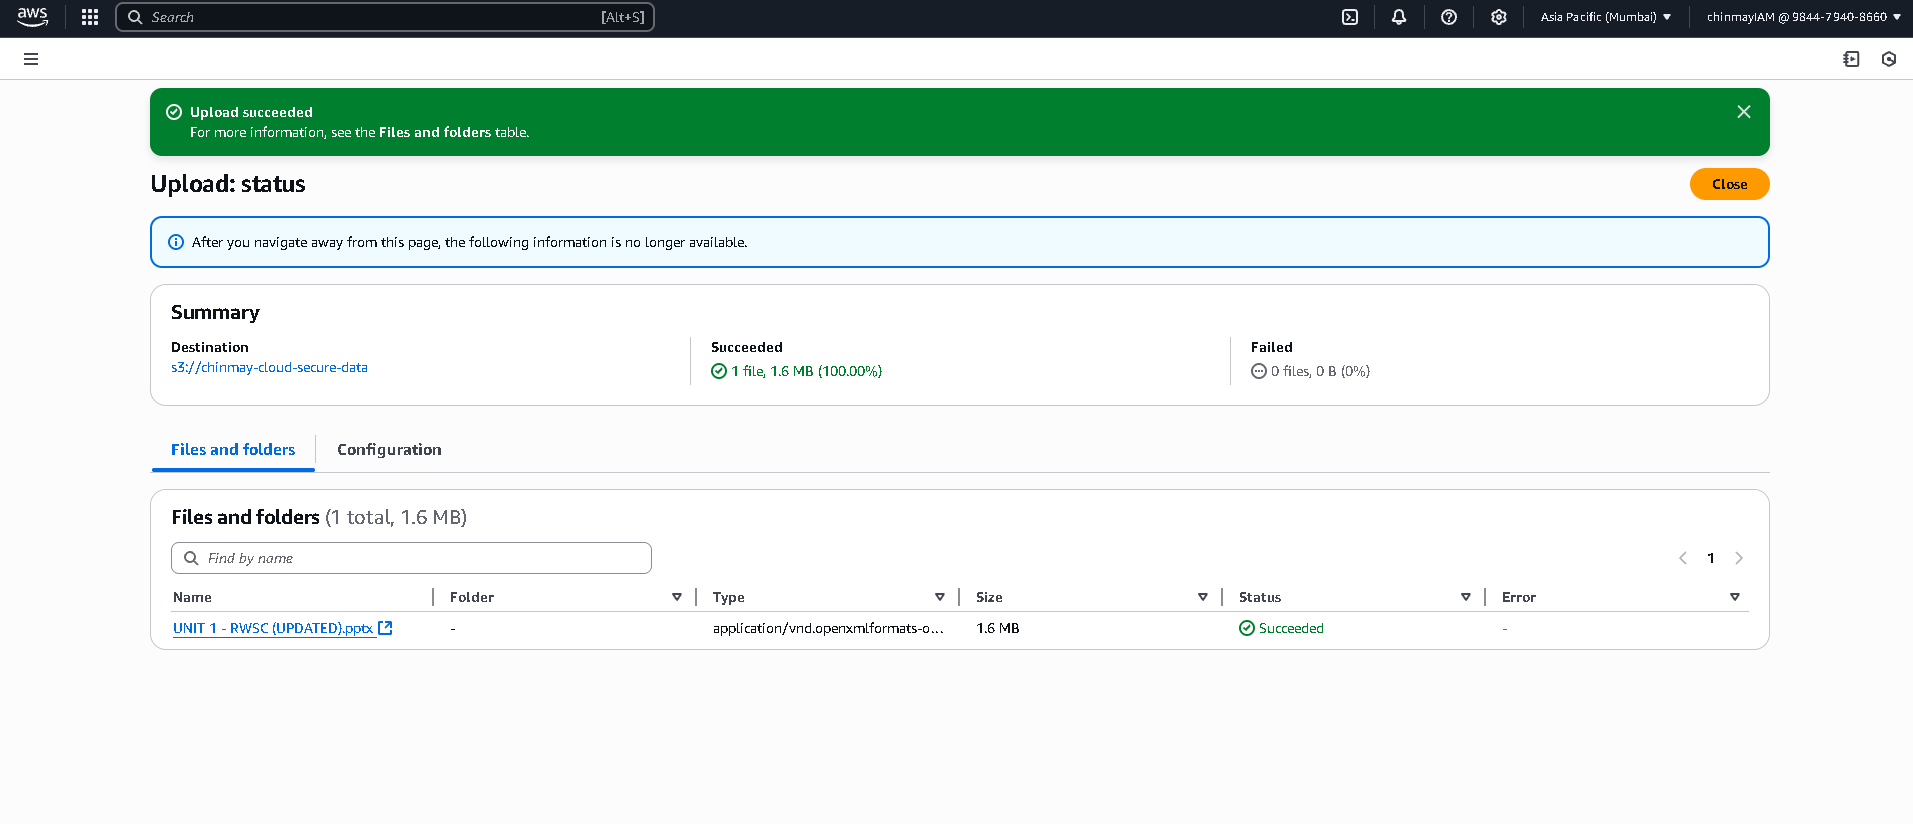 aws
Search [Alt+S]
Asia Pacific (Mumbai)
chinmayIAM @ 9844-7940-8660
Upload succeeded
For more information, see the Files and folders table.
Upload: status
Close
After you navigate away from this page, the following information is no longer available.
Summary
Destination
s3://chinmay-cloud-secure-data
Succeeded
1 file, 1.6 MB (100.00%)
Failed
0 files, 0 B (0%)
Files and folders
Configuration
Files and folders (1 total, 1.6 MB)
Find by name
1
Name Folder Type Size Status Error
UNIT 1 - RWSC (UPDATED).pptx - application/vnd.openxmlformats-o... 1.6 MB Succeeded -